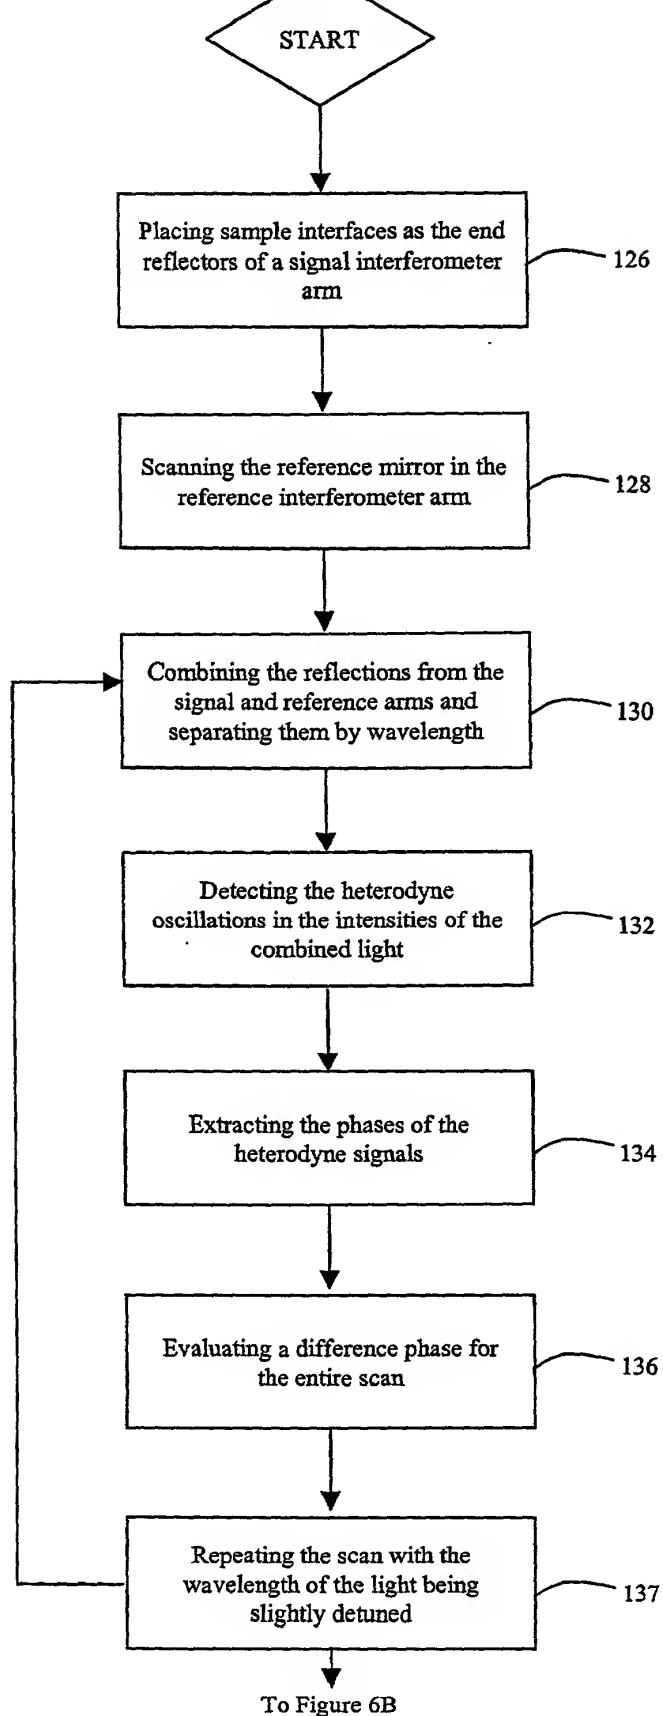 START
Placing sample interfaces as the end
reflectors of a signal interferometer
arm
126
Scanning the reference mirror in the
reference interferometer arm
128
Combining the reflections from the
signal and reference arms and
separating them by wavelength
130
Detecting the heterodyne
oscillations in the intensities of the
combined light
132
Extracting the phases of the
heterodyne signals
134
Evaluating a difference phase for
the entire scan
136
Repeating the scan with the
wavelength of the light being
slightly detuned
137
To Figure 6B